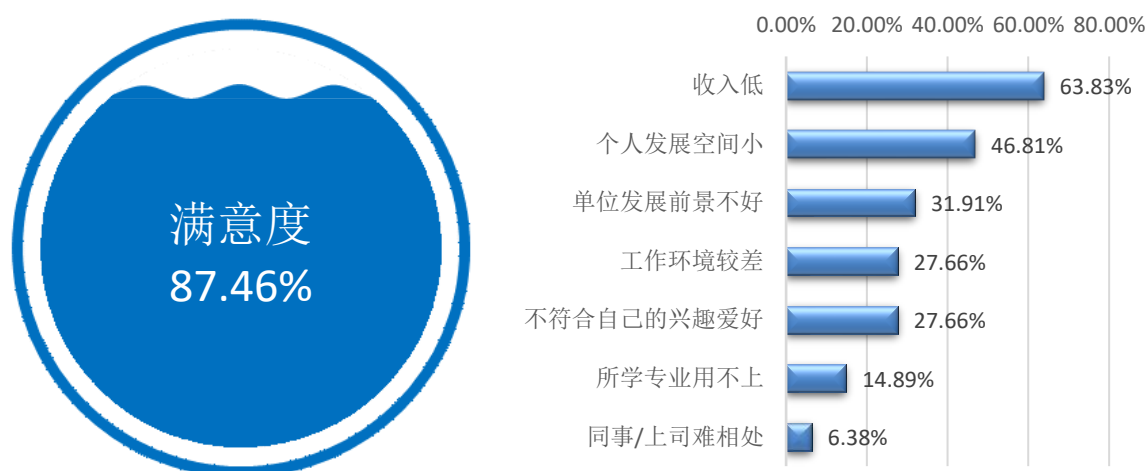 满意度
87.46%
0.00% 20.00% 40.00% 60.00% 80.00%
收入低 63.83%
个人发展空间小 46.81%
单位发展前景不好 31.91%
工作环境较差 27.66%
不符合自己的兴趣爱好 27.66%
所学专业用不上 14.89%
同事/上司难相处 6.38%